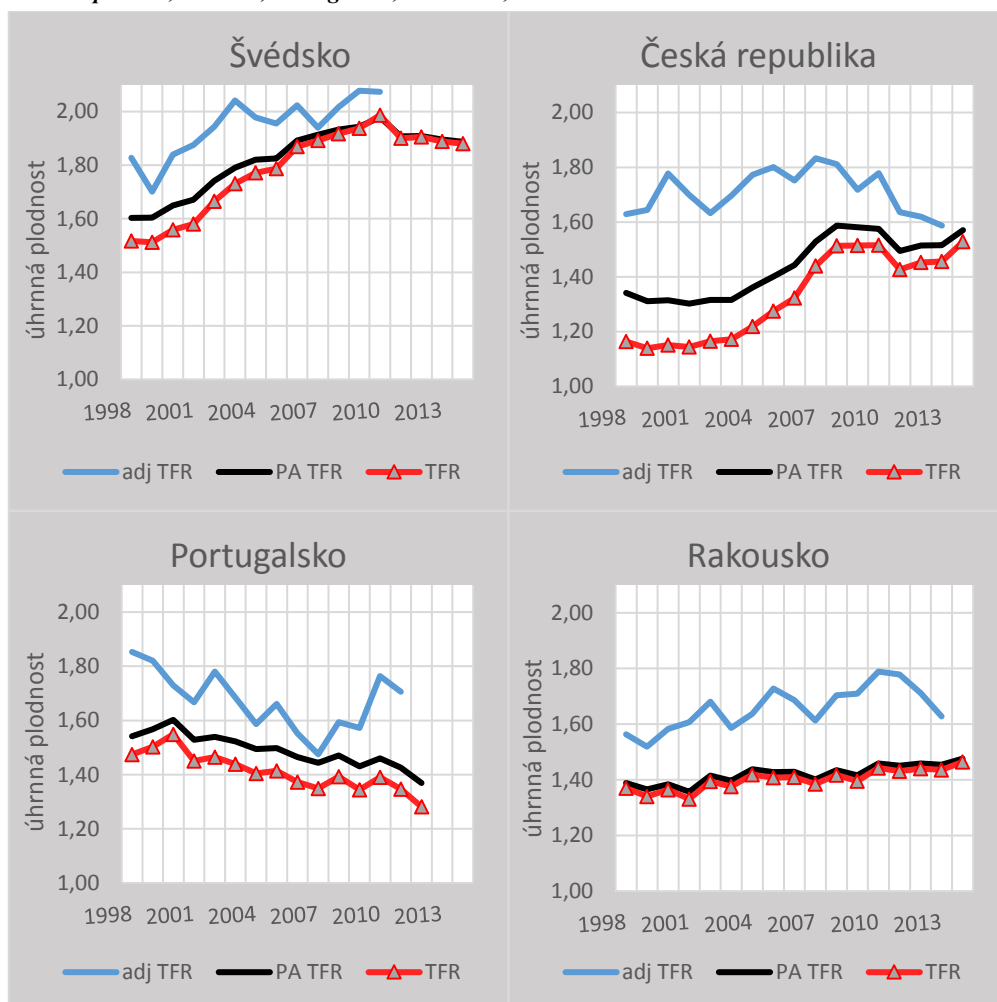 Švédsko
2,00
1,80
1,60
1,40
1,20
1,00
úhrnná plodnost
1998 2001 2004 2007 2010 2013
adj TFR PA TFR TFR
Česká republika
2,00
1,80
1,60
1,40
1,20
1,00
úhrnná plodnost
1998 2001 2004 2007 2010 2013
adj TFR PA TFR TFR
Portugalsko
2,00
1,80
1,60
1,40
1,20
1,00
úhrnná plodnost
1998 2001 2004 2007 2010 2013
adj TFR PA TFR TFR
Rakousko
2,00
1,80
1,60
1,40
1,20
1,00
úhrnná plodnost
1998 2001 2004 2007 2010 2013
adj TFR PA TFR TFR